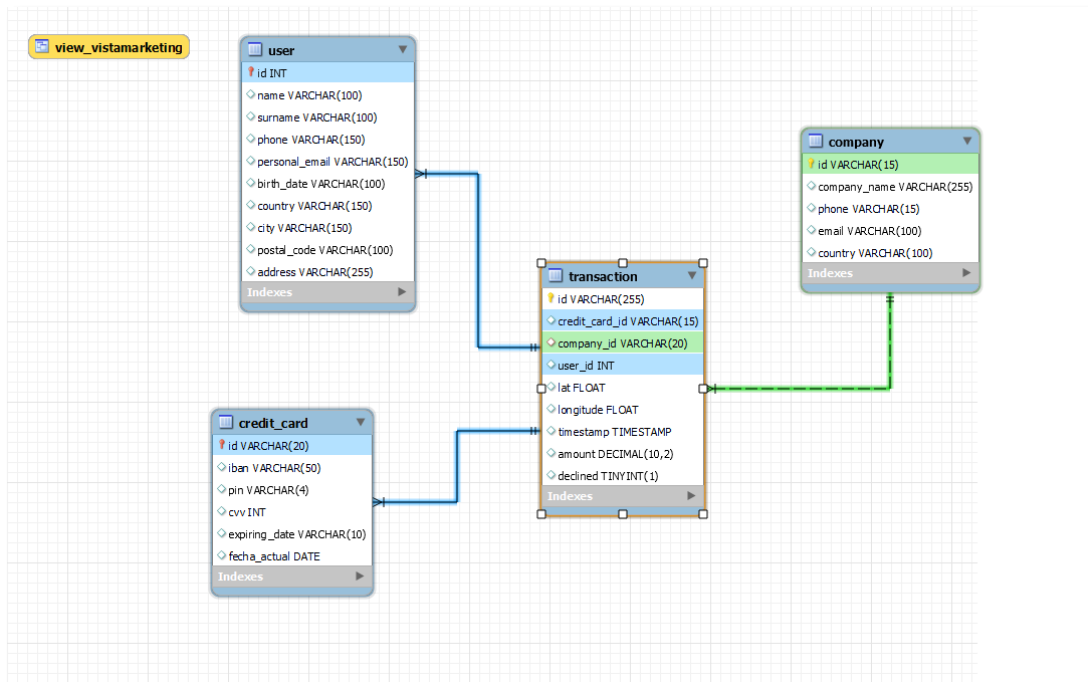 view_vistamarketing
user
id INT
name VARCHAR(100)
surname VARCHAR(100)
phone VARCHAR(150)
personal_email VARCHAR(150)
birth_date VARCHAR(100)
country VARCHAR(150)
city VARCHAR(150)
postal_code VARCHAR(100)
address VARCHAR(255)
Indexes
company
id VARCHAR(15)
company_name VARCHAR(255)
phone VARCHAR(15)
email VARCHAR(100)
country VARCHAR(100)
Indexes
transaction
id VARCHAR(255)
credit_card_id VARCHAR(15)
company_id VARCHAR(20)
user_id INT
lat FLOAT
longitude FLOAT
timestamp TIMESTAMP
amount DECIMAL(10,2)
declined TINYINT(1)
Indexes
credit_card
id VARCHAR(20)
iban VARCHAR(50)
pin VARCHAR(4)
cvv INT
expiring_date VARCHAR(10)
fecha_actual DATE
Indexes